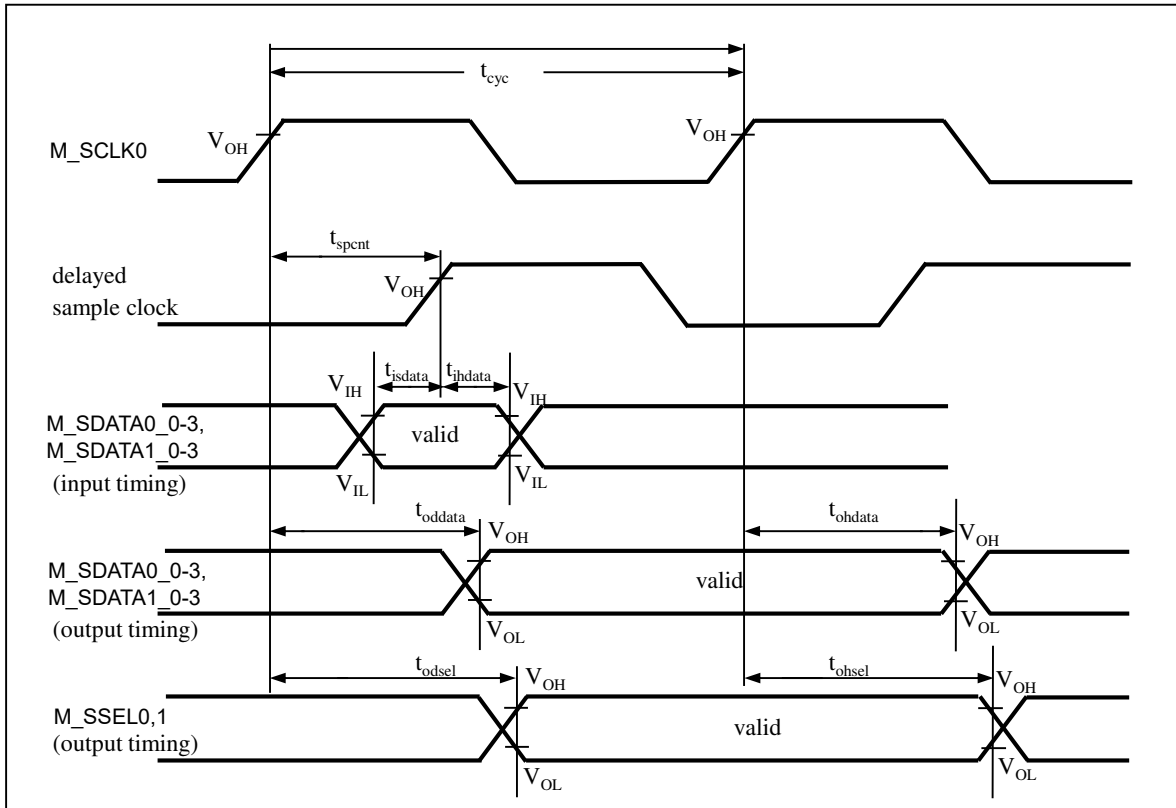 t_cyc
V_OH
V_OH
M_SCLK0
t_spcnt
delayed
sample clock
V_OH
t_isdata
t_ihdata
V_IH
V_IH
M_SDATA0_0-3,
M_SDATA1_0-3
(input timing)
valid
V_IL
V_IL
t_oddata
t_ohdata
V_OH
V_OH
M_SDATA0_0-3,
M_SDATA1_0-3
(output timing)
valid
V_OL
V_OL
t_odsel
t_ohsel
V_OH
V_OH
M_SSEL0,1
(output timing)
valid
V_OL
V_OL